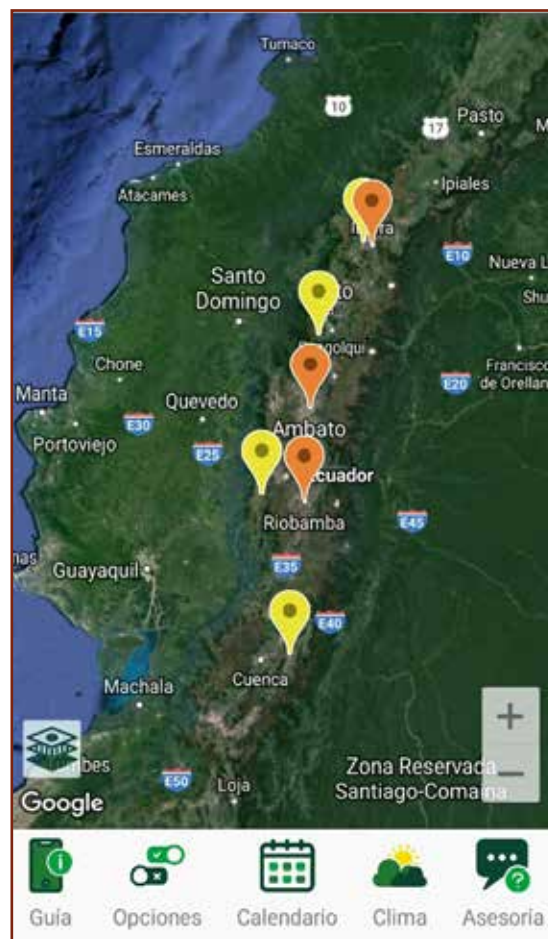 Tumaco
10
Pasto
17
Esmeraldas
Ipiales
Atacames
E10
Nueva L
Santo
Domingo
Shu
E15
Chone
Francisco
de Orellan
E20
Manta
Quevedo
E30
Portoviejo
Ambato
E25
Ecuador
Riobamba
E45
Guayaquil
E35
E40
Cuenca
Machala
+
Zona Reservada
Santiago-Comaina
−
E50
Loja
Google
Guía
Opciones
Calendario
Clima
Asesoría